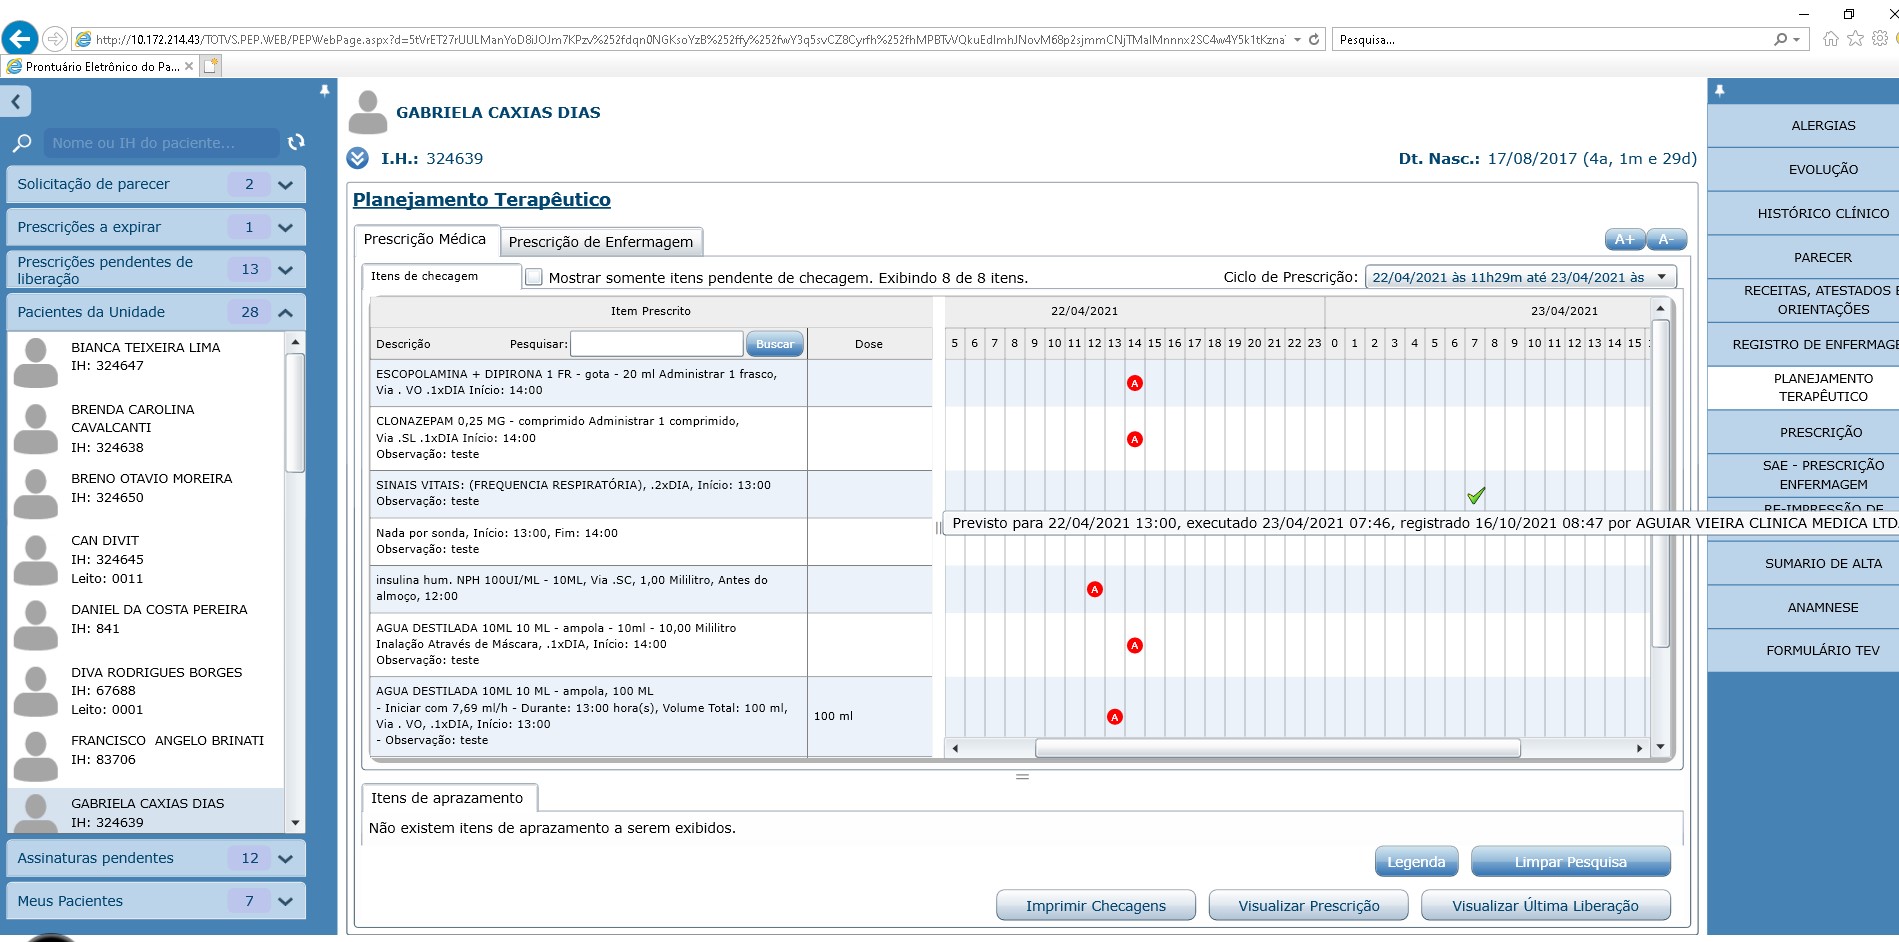 http://10.172.214.43/TOTVS.PEP.WEB/PEPWebPage.aspx?d=5tVrET27rUULManYoD8iJOJm7KPzv%252fdqn0NGKsoYzB%252ffy%252fwY3q5svCZ8Cyrfh%252fhMPBTvVQkuEdlmhJNovM68p2sjmmCNjTMalMnnnx2SC4w4Y5k1tKzna
Pesquisa...
Prontuário Eletrônico do Pa...
Nome ou IH do paciente...
Solicitação de parecer 2
Prescrições a expirar 1
Prescrições pendentes de
liberação 13
Pacientes da Unidade 28
BIANCA TEIXEIRA LIMA
IH: 324647
BRENDA CAROLINA
CAVALCANTI
IH: 324638
BRENO OTAVIO MOREIRA
IH: 324650
CAN DIVIT
IH: 324645
Leito: 0011
DANIEL DA COSTA PEREIRA
IH: 841
DIVA RODRIGUES BORGES
IH: 67688
Leito: 0001
FRANCISCO ANGELO BRINATI
IH: 83706
GABRIELA CAXIAS DIAS
IH: 324639
Assinaturas pendentes 12
Meus Pacientes 7
GABRIELA CAXIAS DIAS
I.H.: 324639
Dt. Nasc.: 17/08/2017 (4a, 1m e 29d)
Planejamento Terapêutico
Prescrição Médica
Prescrição de Enfermagem
A+ A-
Itens de checagem
Mostrar somente itens pendente de checagem. Exibindo 8 de 8 itens.
Ciclo de Prescrição: 22/04/2021 às 11h29m até 23/04/2021 às
Item Prescrito
22/04/2021
23/04/2021
Descrição
Pesquisar:
Buscar
Dose
5 6 7 8 9 10 11 12 13 14 15 16 17 18 19 20 21 22 23 0 1 2 3 4 5 6 7 8 9 10 11 12 13 14 15
ESCOPOLAMINA + DIPIRONA 1 FR - gota - 20 ml Administrar 1 frasco,
Via . VO .1xDIA Início: 14:00
A
CLONAZEPAM 0,25 MG - comprimido Administrar 1 comprimido,
Via .SL .1xDIA Início: 14:00
Observação: teste
A
SINAIS VITAIS: (FREQUENCIA RESPIRATÓRIA), .2xDIA, Início: 13:00
Observação: teste
Previsto para 22/04/2021 13:00, executado 23/04/2021 07:46, registrado 16/10/2021 08:47 por AGUIAR VIEIRA CLINICA MEDICA LTDA
Nada por sonda, Início: 13:00, Fim: 14:00
Observação: teste
insulina hum. NPH 100UI/ML - 10ML, Via .SC, 1,00 Mililitro, Antes do
almoço, 12:00
A
AGUA DESTILADA 10ML 10 ML - ampola - 10ml - 10,00 Mililitro
Inalação Através de Máscara, .1xDIA, Início: 14:00
Observação: teste
A
AGUA DESTILADA 10ML 10 ML - ampola, 100 ML
- Iniciar com 7,69 ml/h - Durante: 13:00 hora(s), Volume Total: 100 ml,
Via . VO, .1xDIA, Início: 13:00
- Observação: teste
100 ml
A
Itens de aprazamento
Não existem itens de aprazamento a serem exibidos.
Legenda
Limpar Pesquisa
Imprimir Checagens
Visualizar Prescrição
Visualizar Última Liberação
ALERGIAS
EVOLUÇÃO
HISTÓRICO CLÍNICO
PARECER
RECEITAS, ATESTADOS E
ORIENTAÇÕES
REGISTRO DE ENFERMAGE
PLANEJAMENTO
TERAPÊUTICO
PRESCRIÇÃO
SAE - PRESCRIÇÃO
ENFERMAGEM
RE-IMPRESSÃO DE
SUMARIO DE ALTA
ANAMNESE
FORMULÁRIO TEV